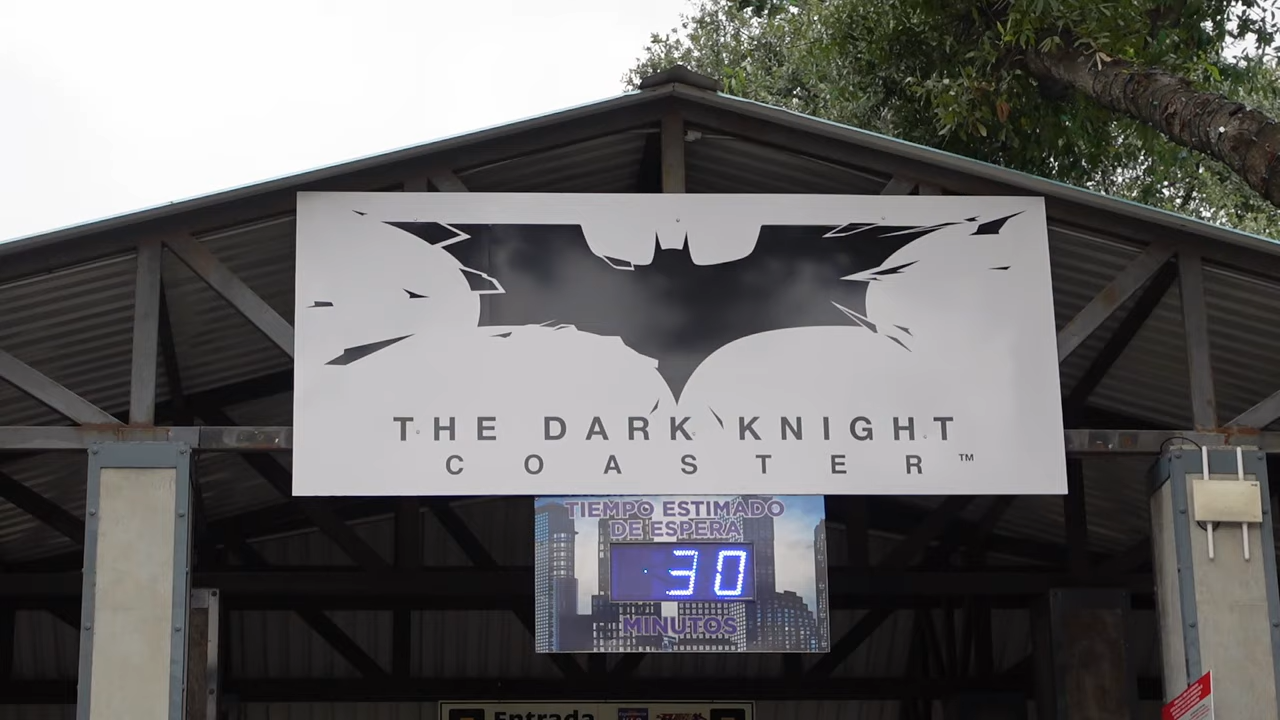 THE DARK KNIGHT
COASTER™
TIEMPO ESTIMADO
DE ESPERA
30
MINUTOS
Entrada